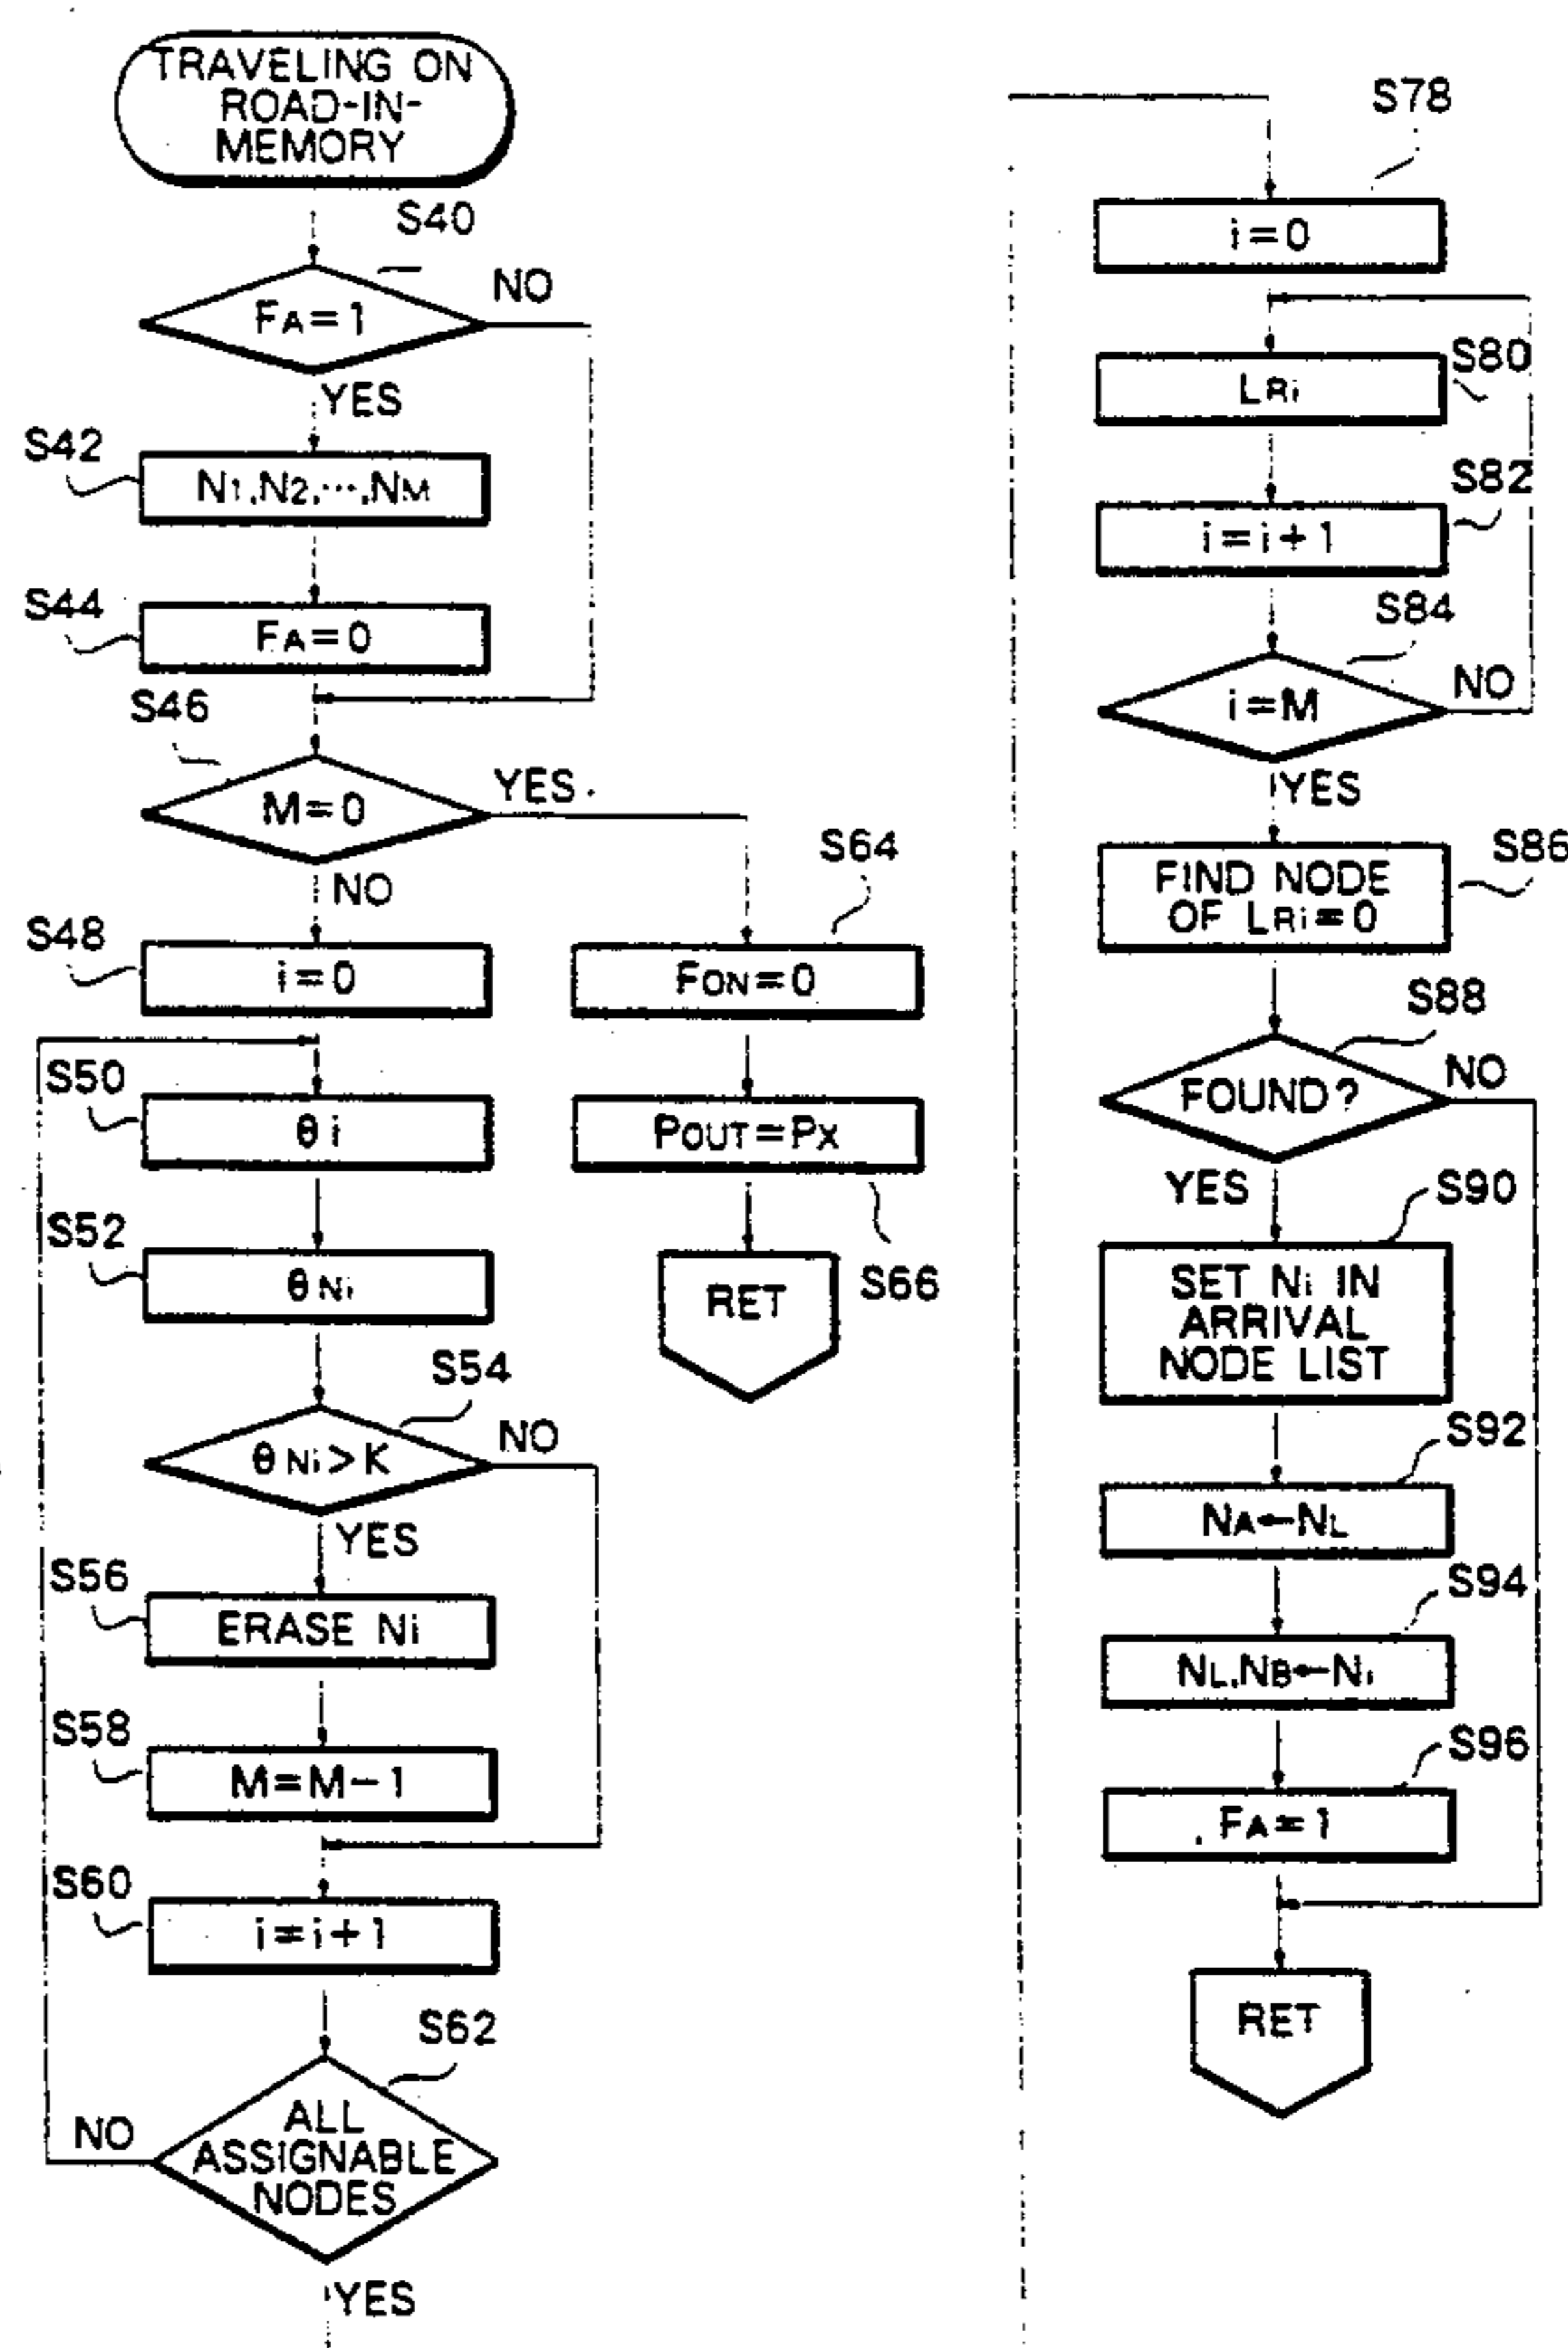 TRAVELING ON
ROAD-IN-
MEMORY
S40
FA=1
NO
YES
S42
N1,N2,...,NM
S44
FA=0
S46
M=0
YES
NO
S48
i=0
S50
θi
S52
θNi
S54
θNi>K
NO
YES
S56
ERASE Ni
S58
M=M-1
S60
i=i+1
S62
ALL
ASSIGNABLE
NODES
NO
YES
S64
FON=0
POUT=PX
S66
RET
S78
i=0
S80
LRi
S82
i=i+1
S84
i=M
NO
YES
S86
FIND NODE
OF LRi=0
S88
FOUND?
NO
YES
S90
SET Ni IN
ARRIVAL
NODE LIST
S92
NA←NL
S94
NL,NB←Ni
S96
FA=1
RET